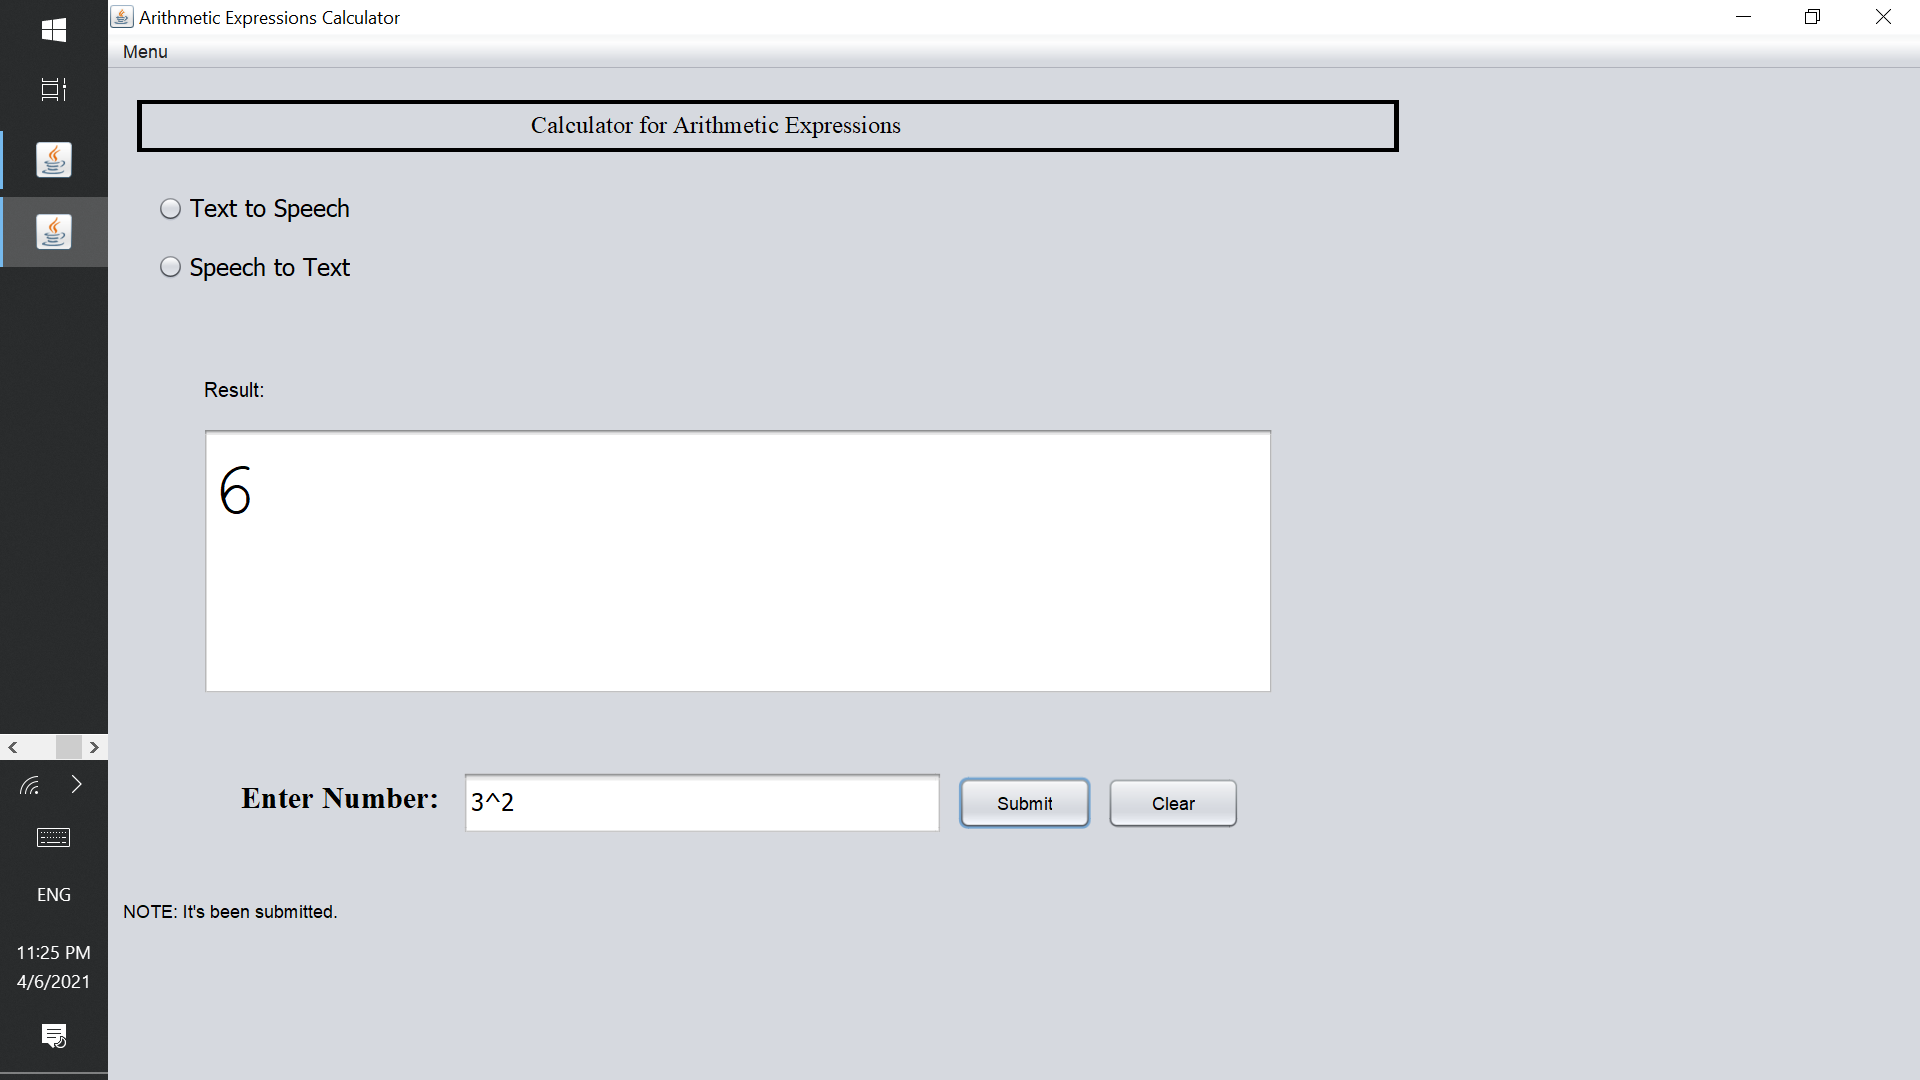 Arithmetic Expressions Calculator
Menu
Calculator for Arithmetic Expressions
Text to Speech
Speech to Text
Result:
6
Enter Number: 3^2 Submit Clear
NOTE: It's been submitted.
ENG
11:25 PM
4/6/2021